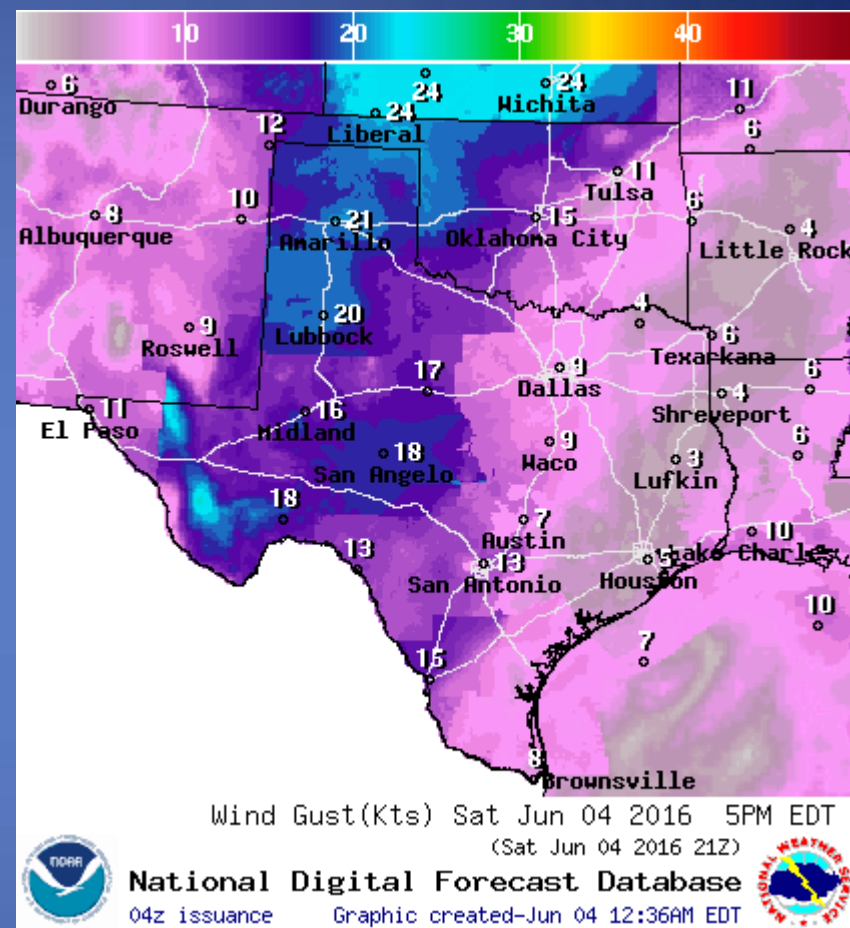 10 20 30 40
6
Durango
24
24
Wichita
24
Liberal
11
12
6
11
Tulsa
8
Albuquerque
10
21
Amarillo
15
Oklahoma City
6
4
Little Rock
9
Roswell
20
Lubbock
4
6
Texarkana
17
9
Dallas
4
Shreveport
6
11
El Paso
16
Midland
18
San Angelo
9
Waco
3
Lufkin
6
18
7
Austin
10
13
13
San Antonio
5
Houston
Lake Charles
10
7
15
8
Brownsville
Wind Gust(Kts) Sat Jun 04 2016 5PM EDT
(Sat Jun 04 2016 21Z)
NOAA
National Digital Forecast Database
NATIONAL WEATHER SERVICE
04z issuance Graphic created-Jun 04 12:36AM EDT